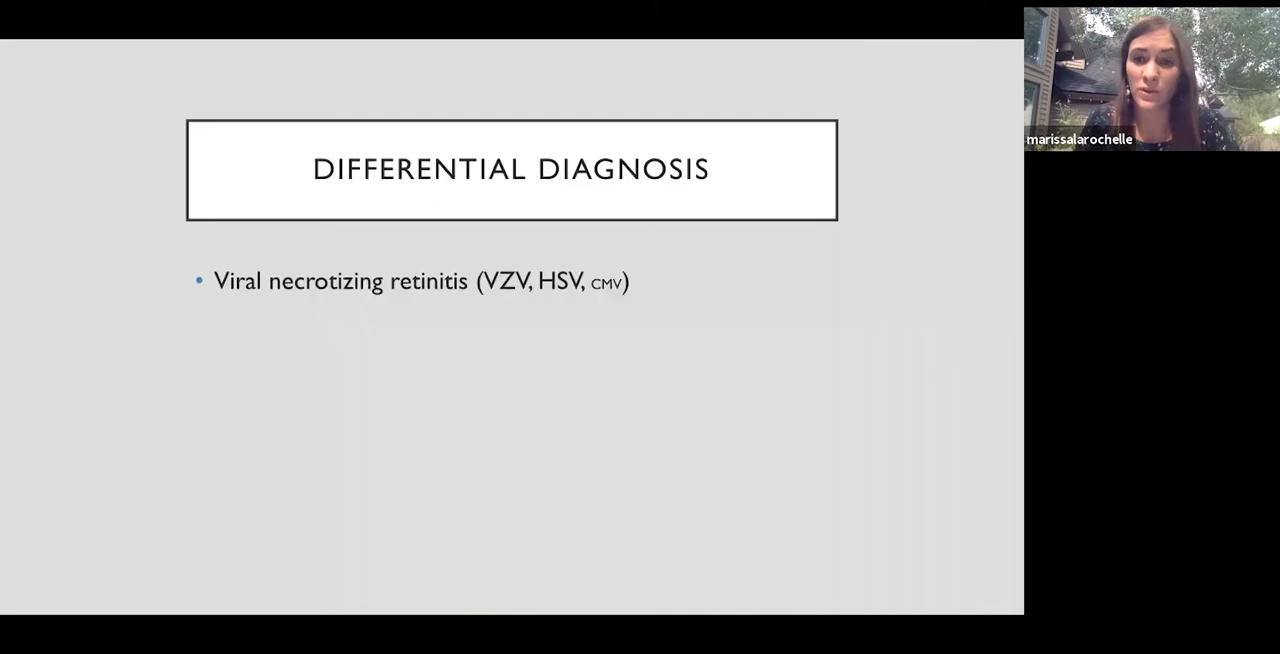 DIFFERENTIAL DIAGNOSIS
• Viral necrotizing retinitis (VZV, HSV, CMV)
marissalarochelle